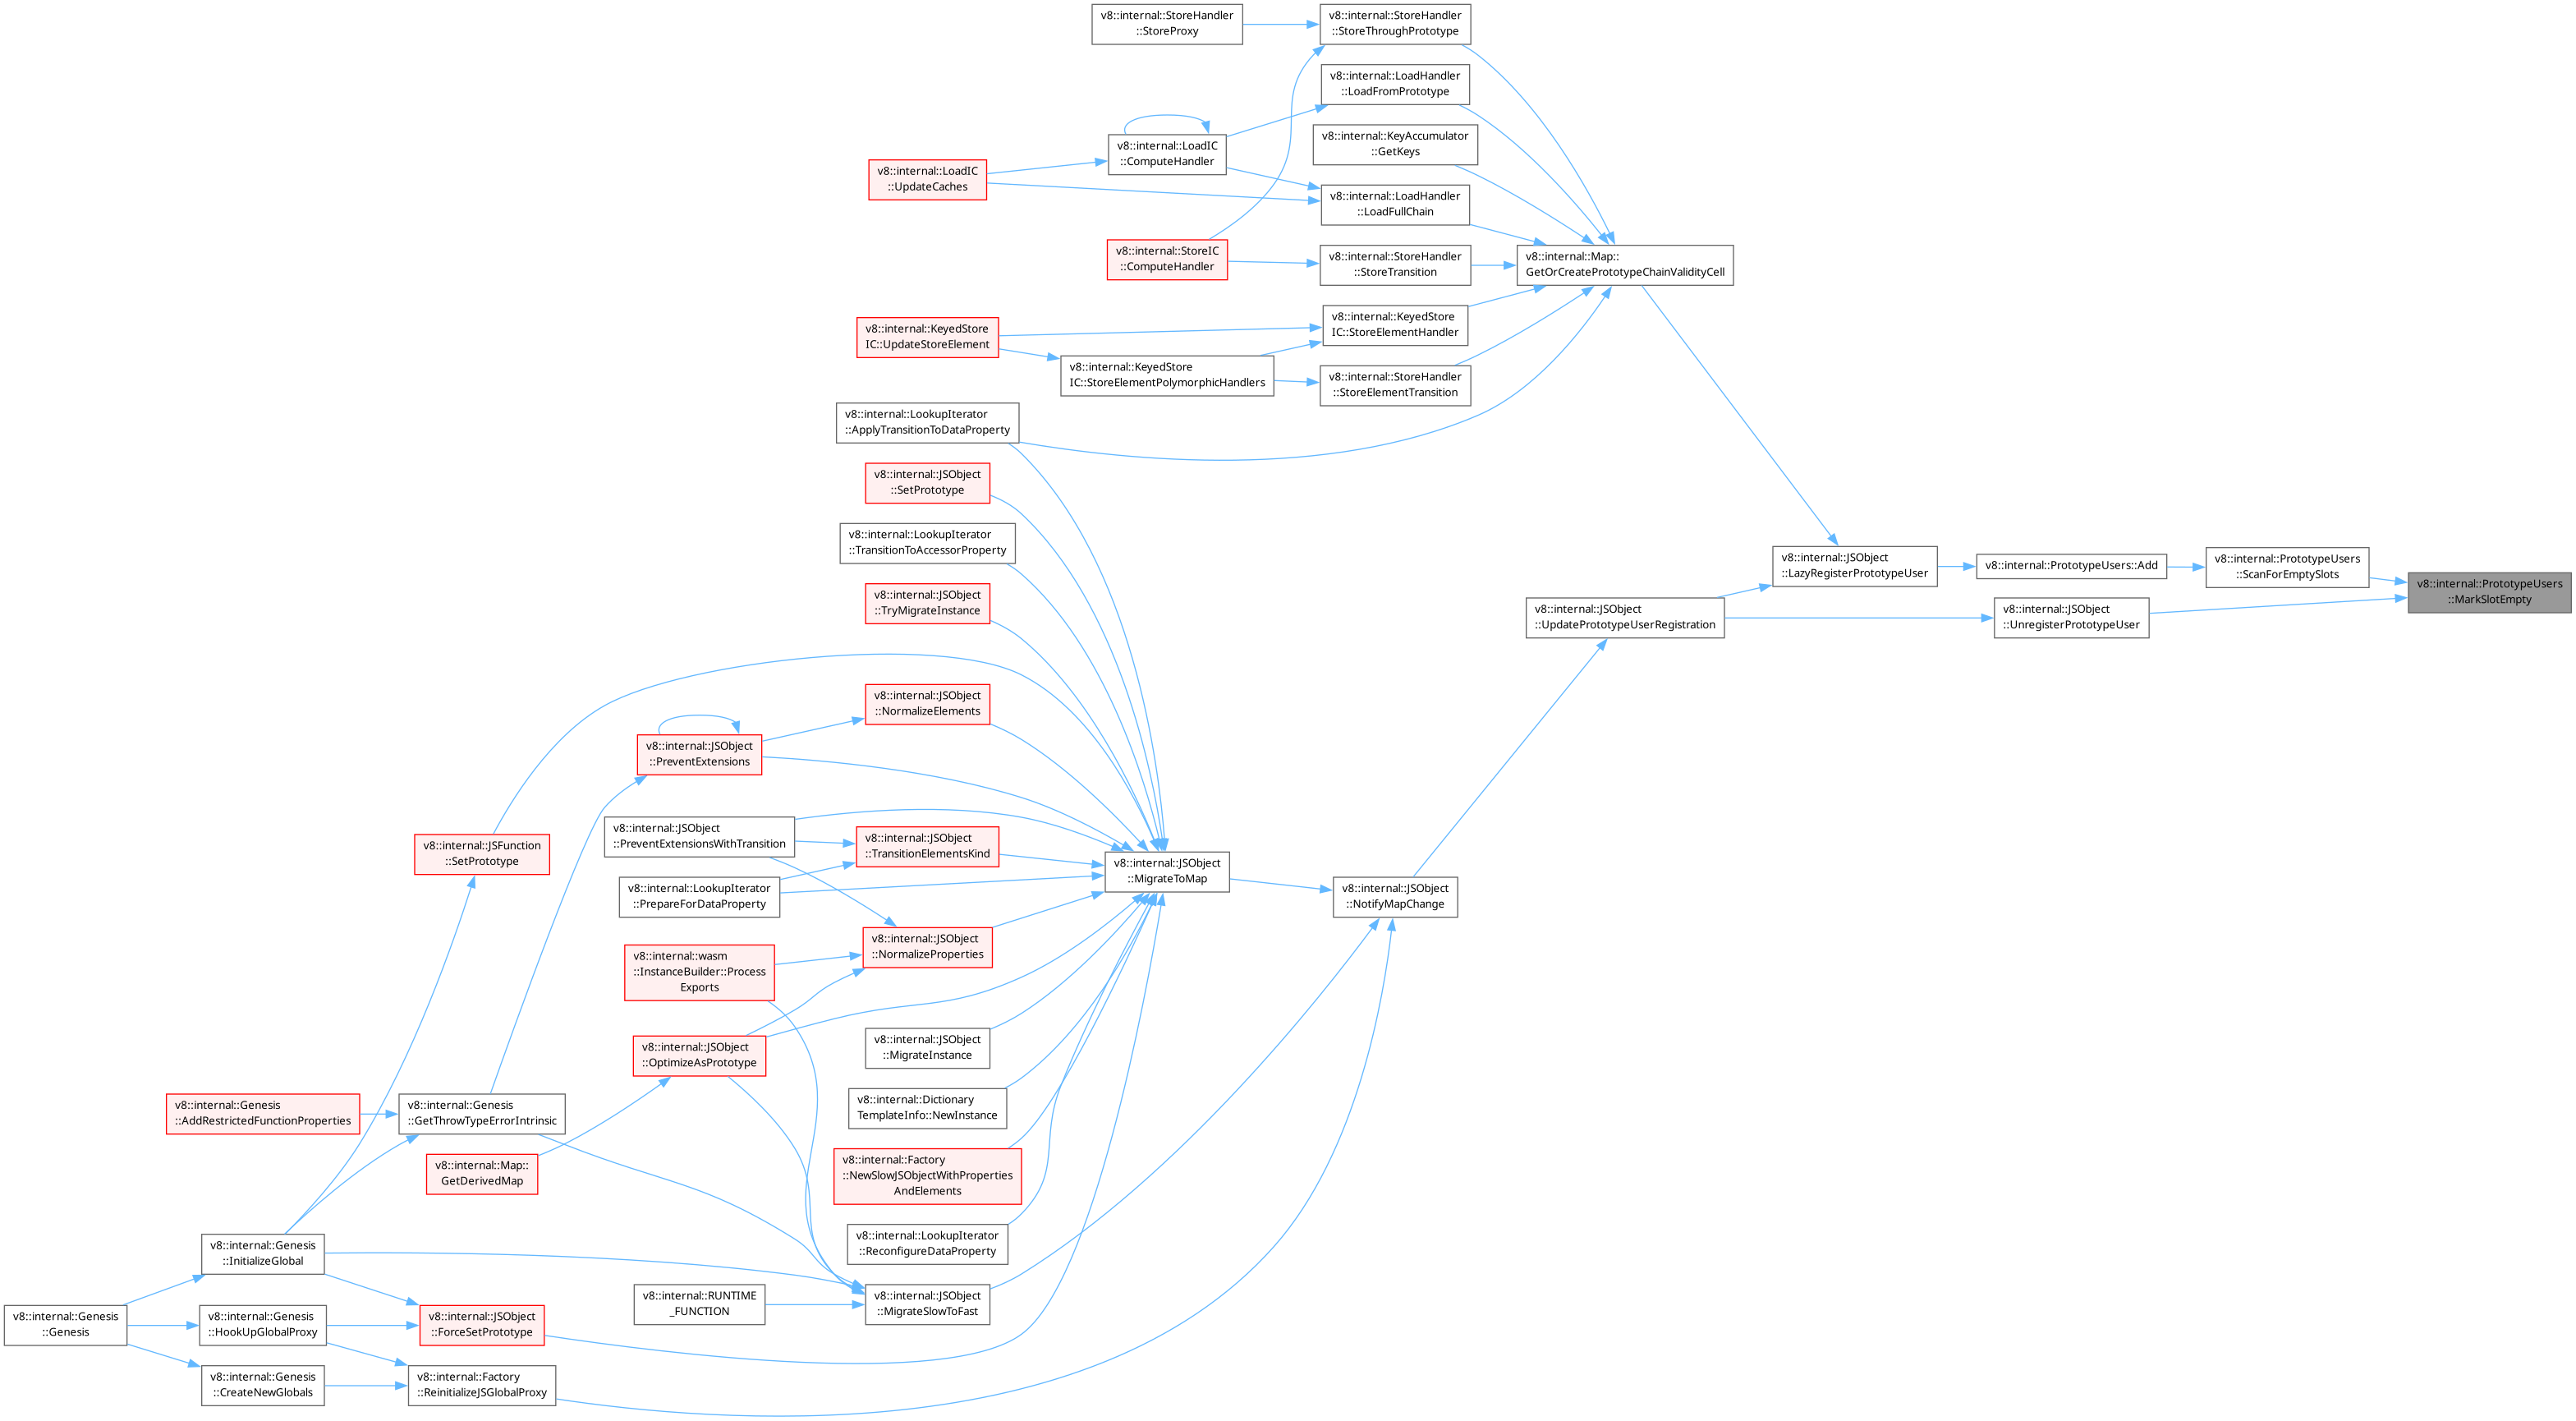 v8::internal::StoreHandler
::StoreProxy
v8::internal::StoreHandler
::StoreThroughPrototype
v8::internal::LoadHandler
::LoadFromPrototype
v8::internal::KeyAccumulator
::GetKeys
v8::internal::LoadIC
::ComputeHandler
v8::internal::LoadIC
::UpdateCaches
v8::internal::LoadHandler
::LoadFullChain
v8::internal::StoreIC
::ComputeHandler
v8::internal::StoreHandler
::StoreTransition
v8::internal::Map::
GetOrCreatePrototypeChainValidityCell
v8::internal::KeyedStore
IC::UpdateStoreElement
v8::internal::KeyedStore
IC::StoreElementHandler
v8::internal::KeyedStore
IC::StoreElementPolymorphicHandlers
v8::internal::StoreHandler
::StoreElementTransition
v8::internal::LookupIterator
::ApplyTransitionToDataProperty
v8::internal::JSObject
::SetPrototype
v8::internal::LookupIterator
::TransitionToAccessorProperty
v8::internal::JSObject
::LazyRegisterPrototypeUser
v8::internal::PrototypeUsers::Add
v8::internal::PrototypeUsers
::ScanForEmptySlots
v8::internal::PrototypeUsers
::MarkSlotEmpty
v8::internal::JSObject
::TryMigrateInstance
v8::internal::JSObject
::UpdatePrototypeUserRegistration
v8::internal::JSObject
::UnregisterPrototypeUser
v8::internal::JSObject
::NormalizeElements
v8::internal::JSObject
::PreventExtensions
v8::internal::JSFunction
::SetPrototype
v8::internal::JSObject
::PreventExtensionsWithTransition
v8::internal::JSObject
::TransitionElementsKind
v8::internal::JSObject
::MigrateToMap
v8::internal::LookupIterator
::PrepareForDataProperty
v8::internal::JSObject
::NotifyMapChange
v8::internal::JSObject
::NormalizeProperties
v8::internal::wasm
::InstanceBuilder::Process
Exports
v8::internal::JSObject
::OptimizeAsPrototype
v8::internal::JSObject
::MigrateInstance
v8::internal::Genesis
::AddRestrictedFunctionProperties
v8::internal::Genesis
::GetThrowTypeErrorIntrinsic
v8::internal::Dictionary
TemplateInfo::NewInstance
v8::internal::Map::
GetDerivedMap
v8::internal::Factory
::NewSlowJSObjectWithProperties
AndElements
v8::internal::Genesis
::InitializeGlobal
v8::internal::LookupIterator
::ReconfigureDataProperty
v8::internal::RUNTIME
_FUNCTION
v8::internal::JSObject
::MigrateSlowToFast
v8::internal::Genesis
::Genesis
v8::internal::Genesis
::HookUpGlobalProxy
v8::internal::JSObject
::ForceSetPrototype
v8::internal::Genesis
::CreateNewGlobals
v8::internal::Factory
::ReinitializeJSGlobalProxy